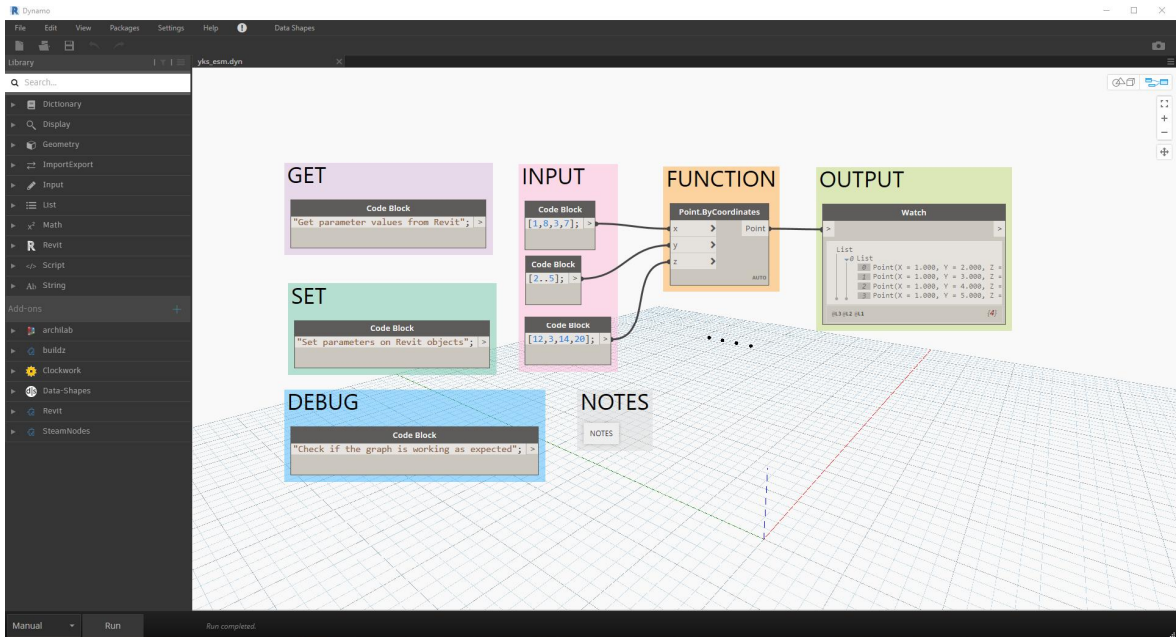 Dynamo
File Edit View Packages Settings Help Data Shapes
Library
yks_esm.dyn
Search...
Dictionary
Display
Geometry
ImportExport
Input
List
Math
Revit
Script
String
Add-ons
archilab
buildz
Clockwork
Data-Shapes
Revit
SteamNodes
GET
Code Block
"Get parameter values from Revit"; >
SET
Code Block
"Set parameters on Revit objects"; >
DEBUG
Code Block
"Check if the graph is working as expected"; >
INPUT
Code Block
[1,8,3,7]; >
Code Block
[2..5]; >
Code Block
[12,3,14,20]; >
NOTES
NOTES
FUNCTION
Point.ByCoordinates
x > Point
y >
z >
AUTO
OUTPUT
Watch
> >
List
0 List
0 Point(X = 1.000, Y = 2.000, Z =
1 Point(X = 1.000, Y = 3.000, Z =
2 Point(X = 1.000, Y = 4.000, Z =
3 Point(X = 1.000, Y = 5.000, Z =
@L3 @L2 @L1 {4}
Manual Run Run completed.